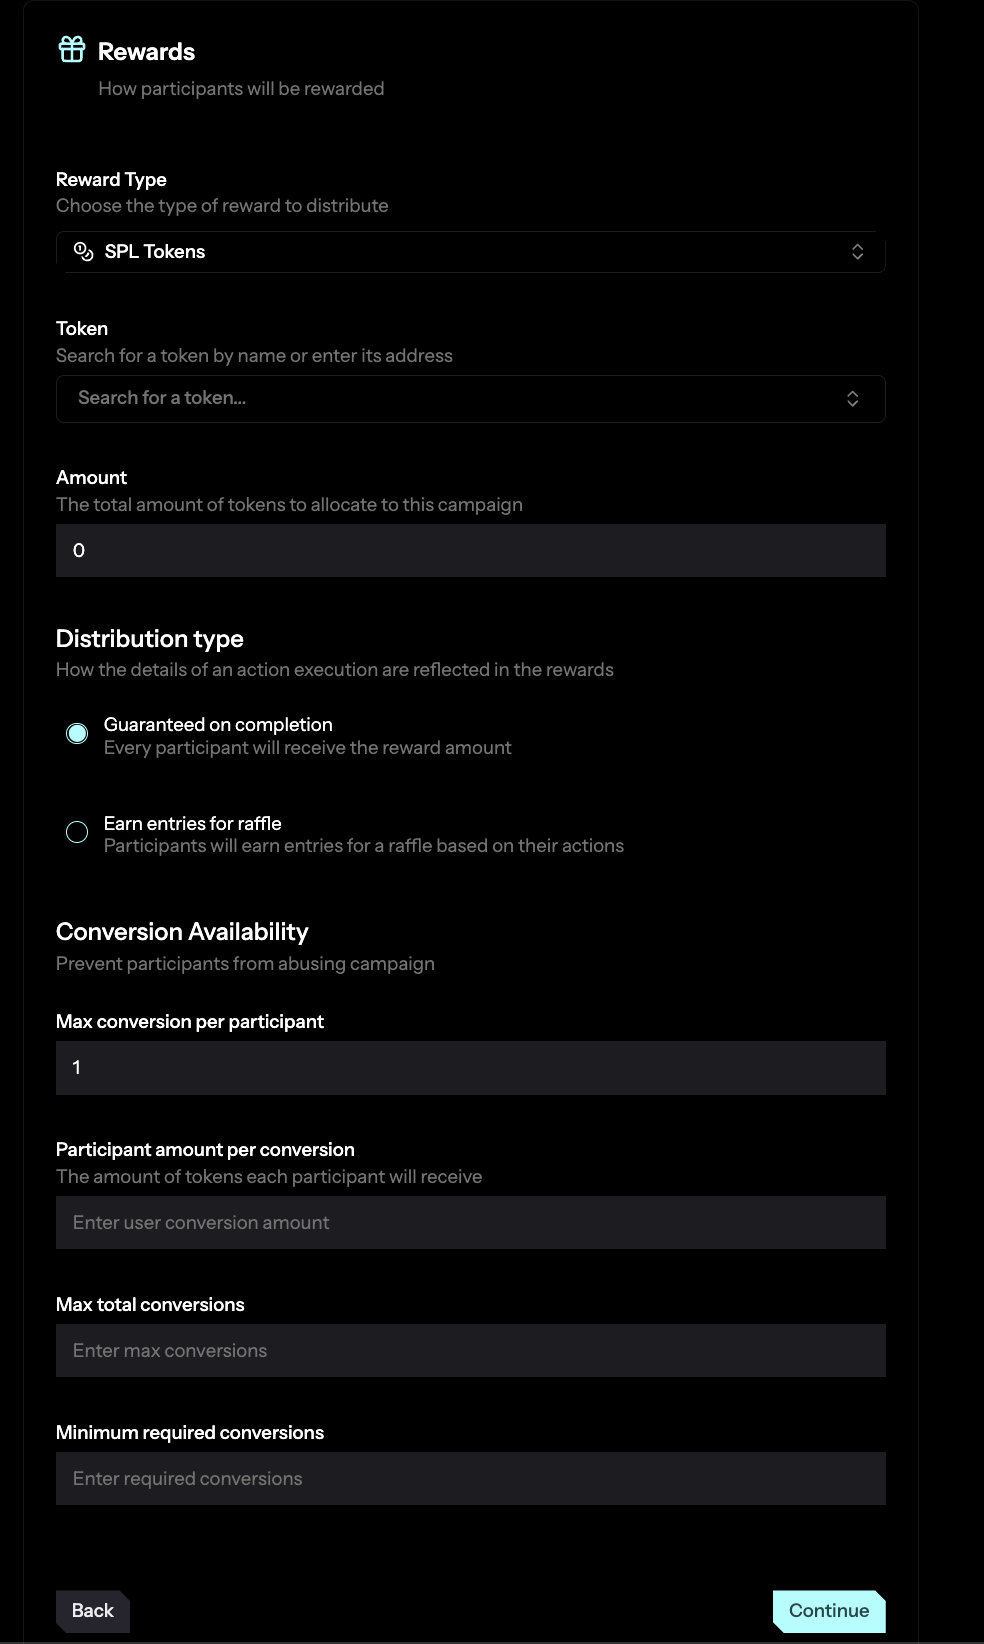 Rewards
How participants will be rewarded
Reward Type
Choose the type of reward to distribute
SPL Tokens
Token
Search for a token by name or enter its address
Search for a token...
Amount
The total amount of tokens to allocate to this campaign
0
Distribution type
How the details of an action execution are reflected in the rewards
Guaranteed on completion
Every participant will receive the reward amount
Earn entries for raffle
Participants will earn entries for a raffle based on their actions
Conversion Availability
Prevent participants from abusing campaign
Max conversion per participant
1
Participant amount per conversion
The amount of tokens each participant will receive
Enter user conversion amount
Max total conversions
Enter max conversions
Minimum required conversions
Enter required conversions
Back
Continue